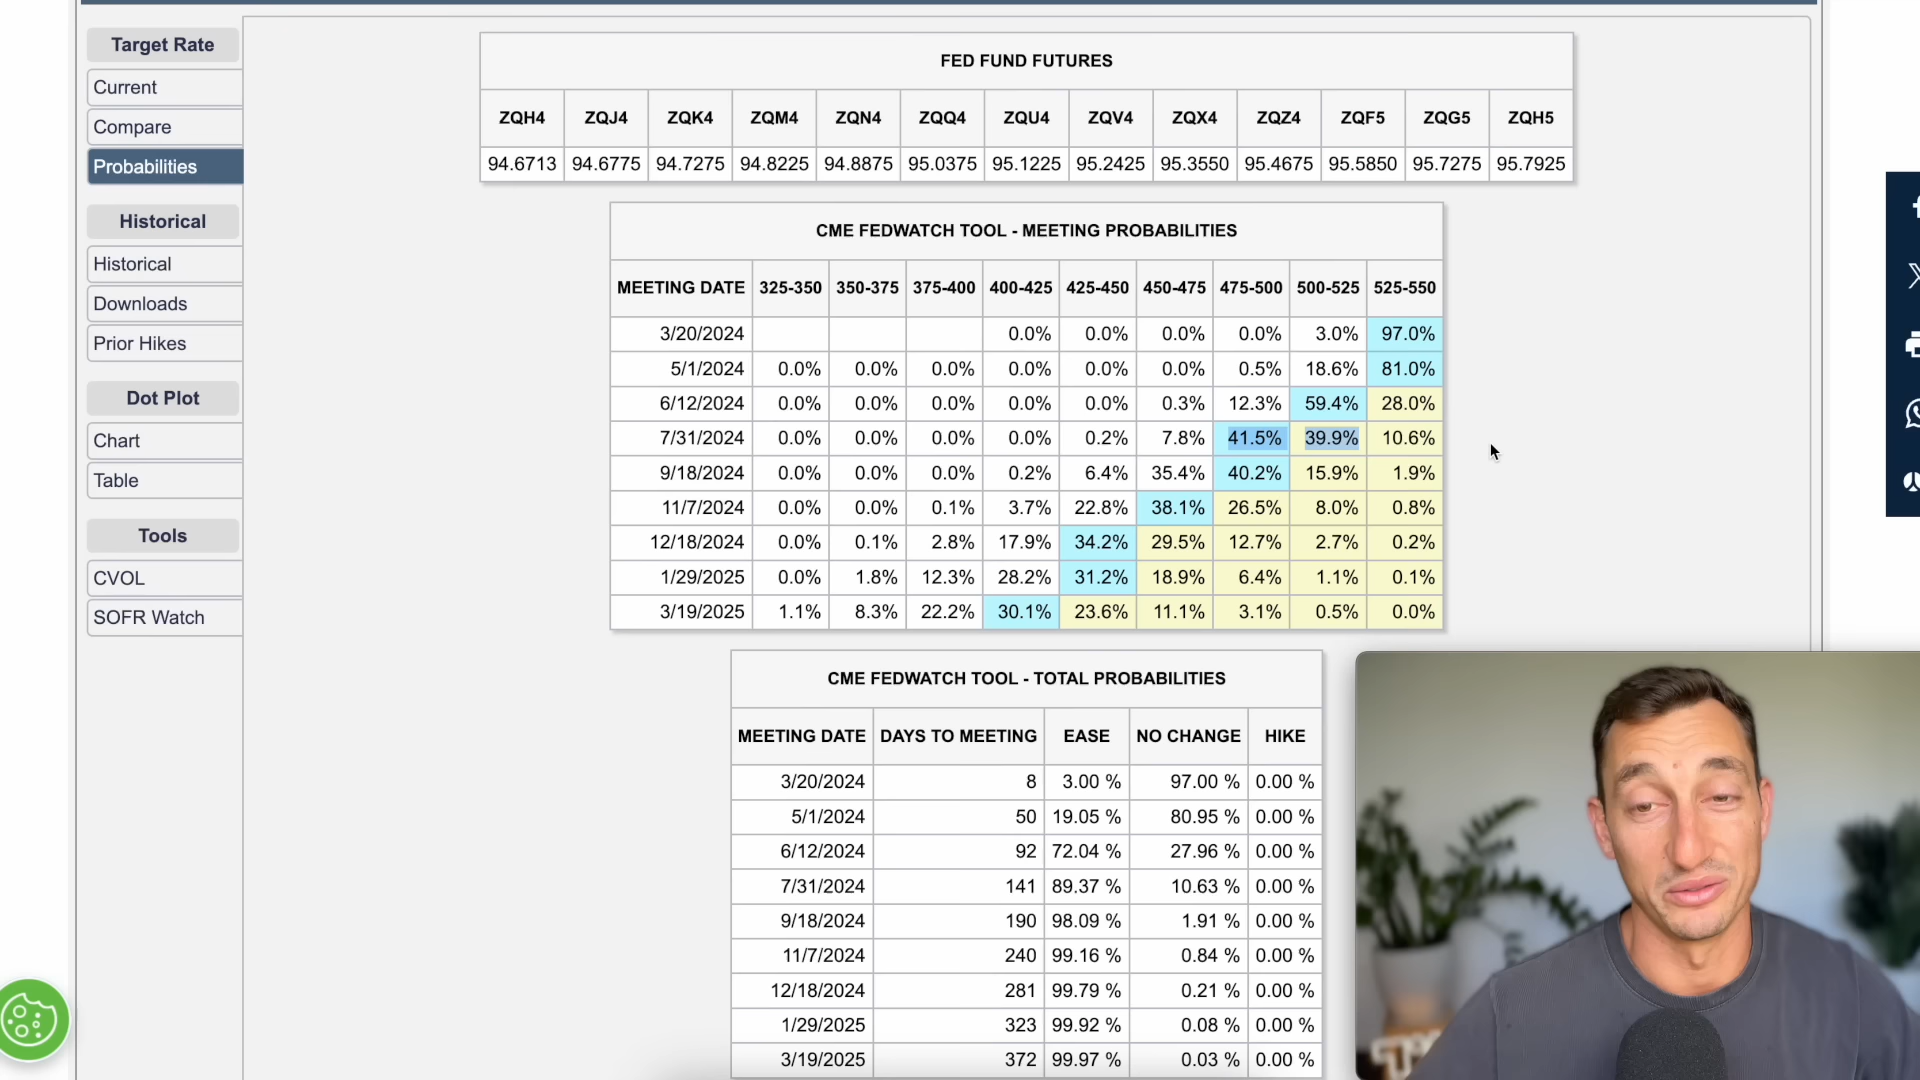 Target Rate
Current
Compare
Probabilities
Historical
Historical
Downloads
Prior Hikes
Dot Plot
Chart
Table
Tools
CVOL
SOFR Watch
FED FUND FUTURES
ZQH4 ZQJ4 ZQK4 ZQM4 ZQN4 ZQQ4 ZQU4 ZQV4 ZQX4 ZQZ4 ZQF5 ZQG5 ZQH5
94.6713 94.6775 94.7275 94.8225 94.8875 95.0375 95.1225 95.2425 95.3550 95.4675 95.5850 95.7275 95.7925
CME FEDWATCH TOOL - MEETING PROBABILITIES
MEETING DATE 325-350 350-375 375-400 400-425 425-450 450-475 475-500 500-525 525-550
3/20/2024 0.0% 0.0% 0.0% 0.0% 3.0% 97.0%
5/1/2024 0.0% 0.0% 0.0% 0.0% 0.0% 0.0% 0.5% 18.6% 81.0%
6/12/2024 0.0% 0.0% 0.0% 0.0% 0.0% 0.3% 12.3% 59.4% 28.0%
7/31/2024 0.0% 0.0% 0.0% 0.0% 0.2% 7.8% 41.5% 39.9% 10.6%
9/18/2024 0.0% 0.0% 0.0% 0.2% 6.4% 35.4% 40.2% 15.9% 1.9%
11/7/2024 0.0% 0.0% 0.1% 3.7% 22.8% 38.1% 26.5% 8.0% 0.8%
12/18/2024 0.0% 0.1% 2.8% 17.9% 34.2% 29.5% 12.7% 2.7% 0.2%
1/29/2025 0.0% 1.8% 12.3% 28.2% 31.2% 18.9% 6.4% 1.1% 0.1%
3/19/2025 1.1% 8.3% 22.2% 30.1% 23.6% 11.1% 3.1% 0.5% 0.0%
CME FEDWATCH TOOL - TOTAL PROBABILITIES
MEETING DATE DAYS TO MEETING EASE NO CHANGE HIKE
3/20/2024 8 3.00 % 97.00 % 0.00 %
5/1/2024 50 19.05 % 80.95 % 0.00 %
6/12/2024 92 72.04 % 27.96 % 0.00 %
7/31/2024 141 89.37 % 10.63 % 0.00 %
9/18/2024 190 98.09 % 1.91 % 0.00 %
11/7/2024 240 99.16 % 0.84 % 0.00 %
12/18/2024 281 99.79 % 0.21 % 0.00 %
1/29/2025 323 99.92 % 0.08 % 0.00 %
3/19/2025 372 99.97 % 0.03 % 0.00 %